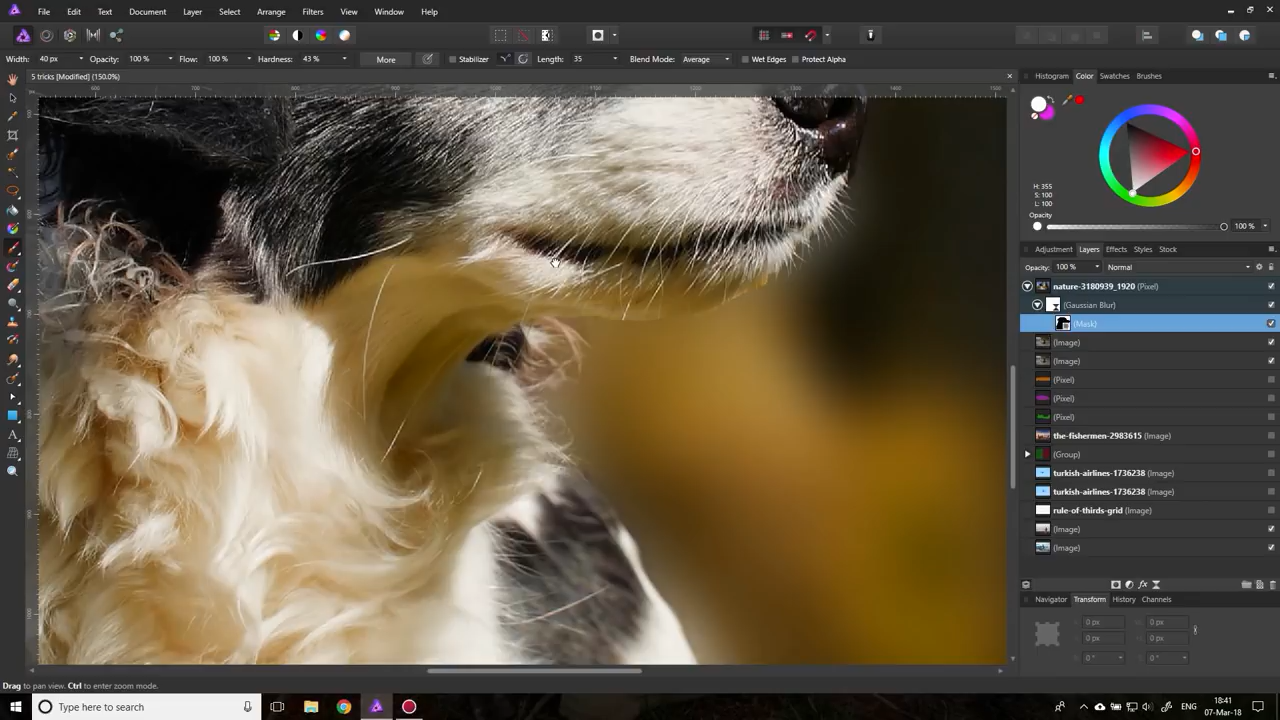 File Edit Text Document Layer Select Arrange Filters View Window Help
Width: 40 px Opacity: 100 % Flow: 100 % Hardness: 43 % More Stabilizer Length: 35 Blend Mode: Average Wet Edges Protect Alpha
5 tricks [Modified] (150.0%)
Histogram Color Swatches Brushes
H: 355
S: 100
L: 100
Opacity
100 %
Adjustment Layers Effects Styles Stock
Opacity: 100 % Normal
nature-3180939_1920 (Pixel)
(Gaussian Blur)
(Mask)
(Image)
(Image)
(Pixel)
(Pixel)
(Pixel)
the-fishermen-2983615 (Image)
(Group)
turkish-airlines-1736238 (Image)
turkish-airlines-1736238 (Image)
rule-of-thirds-grid (Image)
(Image)
(Image)
Navigator Transform History Channels
X: 0 px Y: 0 px
W: 0 px H: 0 px
R: 0 ° S: 0 °
Drag to pan view. Ctrl to enter zoom mode.
Type here to search
ENG
18:41
07-Mar-18